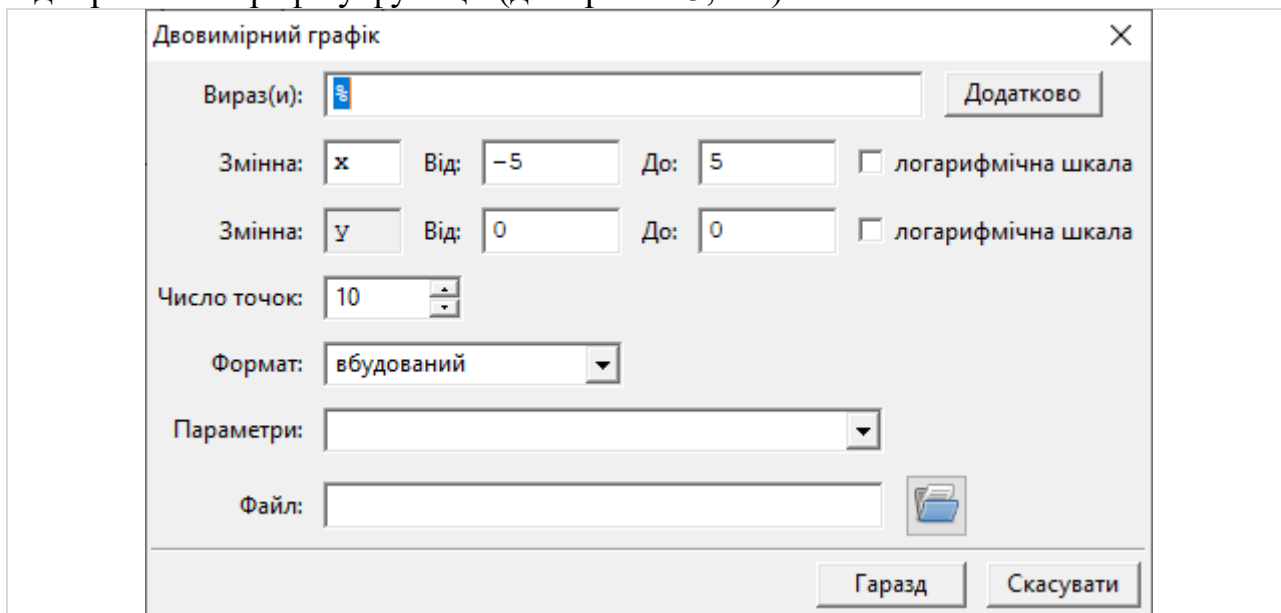 Двовимірний графік
Вираз(и): % Додатково
Змінна: x Від: -5 До: 5 логарифмічна шкала
Змінна: y Від: 0 До: 0 логарифмічна шкала
Число точок: 10
Формат: вбудований
Параметри:
Файл:
Гаразд Скасувати